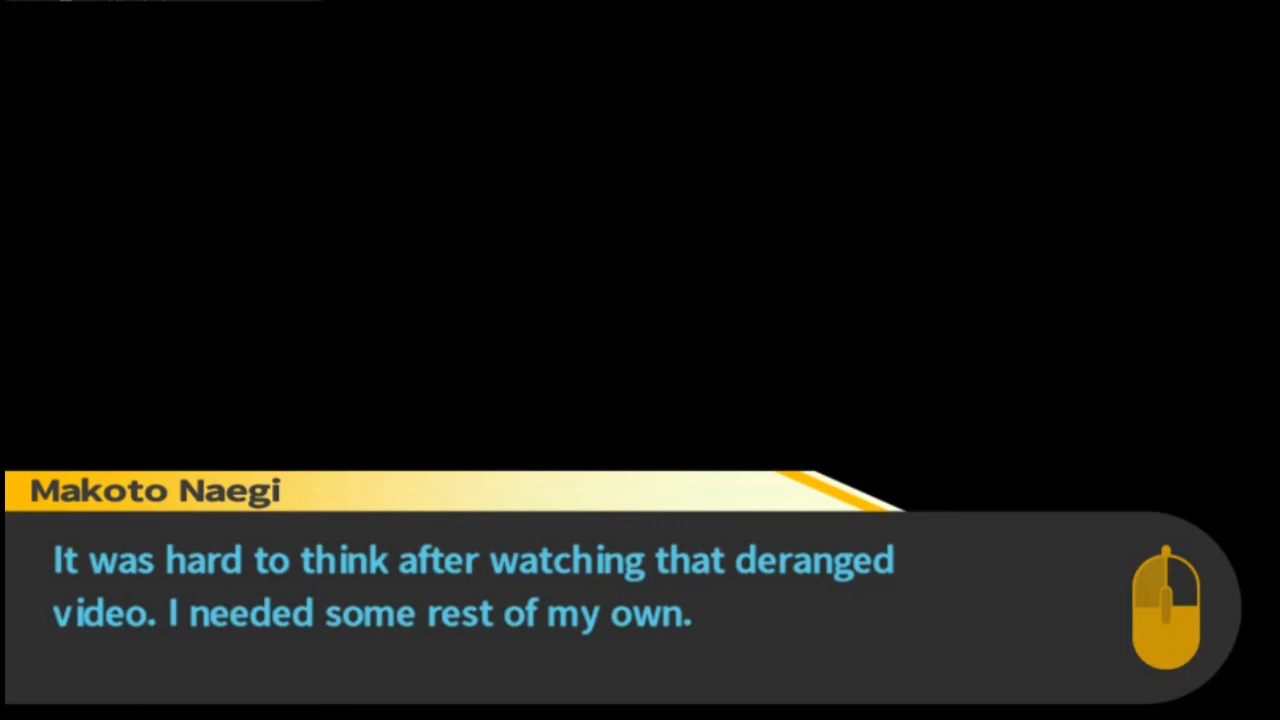 Makoto Naegi
It was hard to think after watching that deranged
video. I needed some rest of my own.